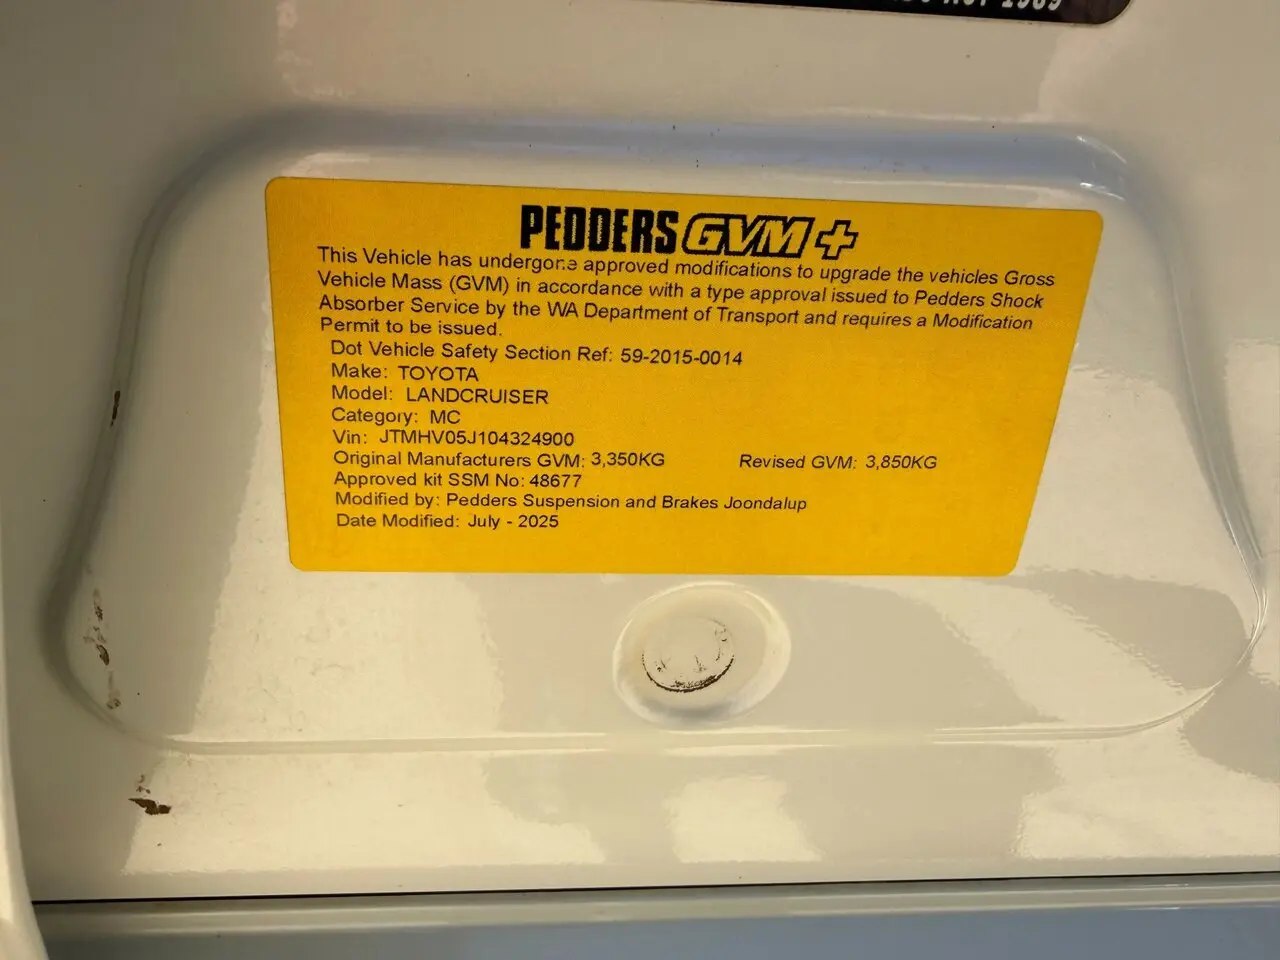 1989
PEDDERS GVM +
This Vehicle has undergone approved modifications to upgrade the vehicles Gross
Vehicle Mass (GVM) in accordance with a type approval issued to Pedders Shock
Absorber Service by the WA Department of Transport and requires a Modification
Permit to be issued.
Dot Vehicle Safety Section Ref: 59-2015-0014
Make: TOYOTA
Model: LANDCRUISER
Category: MC
Vin: JTMHV05J104324900
Original Manufacturers GVM: 3,350KG Revised GVM: 3,850KG
Approved kit SSM No: 48677
Modified by: Pedders Suspension and Brakes Joondalup
Date Modified: July - 2025